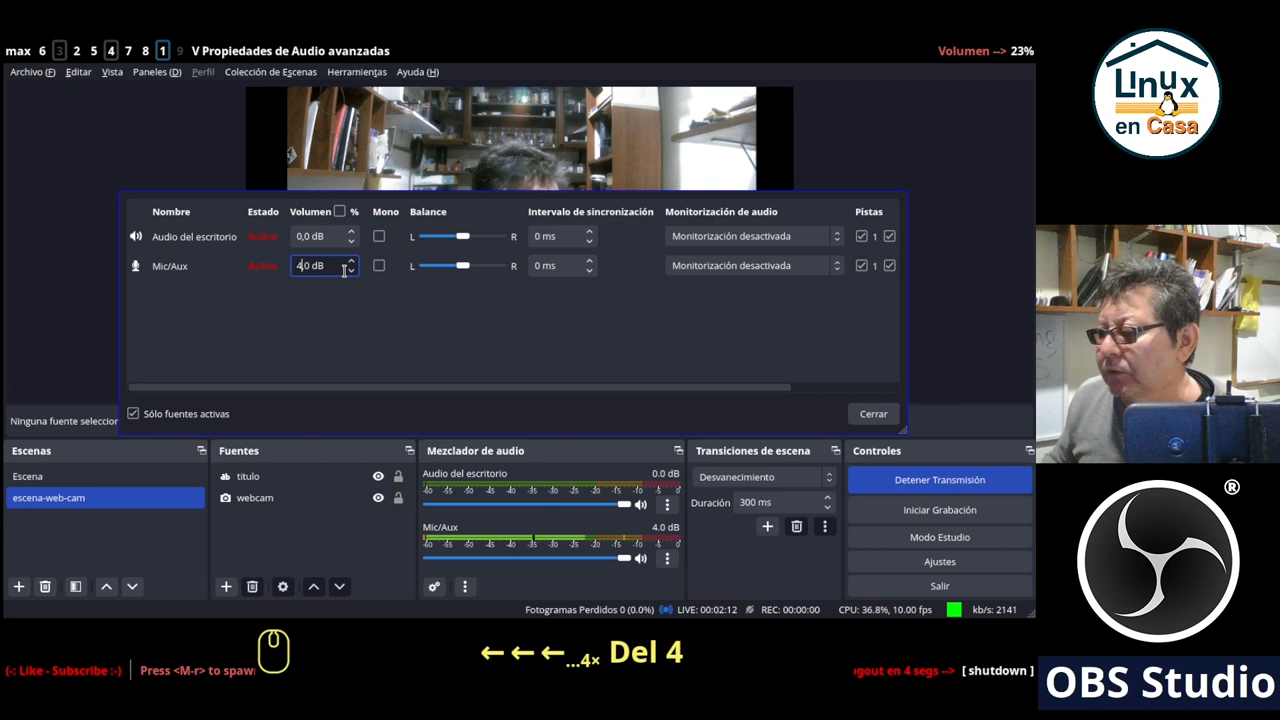 max 6 3 2 5 4 7 8 1 9 V Propiedades de Audio avanzadas
Volumen --> 23%
Archivo (F) Editar Vista Paneles (D) Perfil Colección de Escenas Herramientas Ayuda (H)
Nombre Estado Volumen % Mono Balance Intervalo de sincronización Monitorización de audio Pistas
Audio del escritorio Activo 0,0 dB L R 0 ms Monitorización desactivada 1
Mic/Aux Activo 4,0 dB L R 0 ms Monitorización desactivada 1
Sólo fuentes activas
Cerrar
Ninguna fuente seleccion
Escenas
Escena
escena-web-cam
Fuentes
titulo
webcam
Mezclador de audio
Audio del escritorio 0.0 dB
-60 -55 -50 -45 -40 -35 -30 -25 -20 -15 -10 -5 0
Mic/Aux 4.0 dB
-60 -55 -50 -45 -40 -35 -30 -25 -20 -15 -10 -5 0
Transiciones de escena
Desvanecimiento
Duración 300 ms
Controles
Detener Transmisión
Iniciar Grabación
Modo Estudio
Ajustes
Salir
Fotogramas Perdidos 0 (0.0%) LIVE: 00:02:12 REC: 00:00:00 CPU: 36.8%, 10.00 fps kb/s: 2141
←←←...4× Del 4
(-: Like - Subscribe :-) Press <M-r> to spaw
ogout en 4 segs --> [ shutdown ]
LInux
en Casa
®
OBS Studio